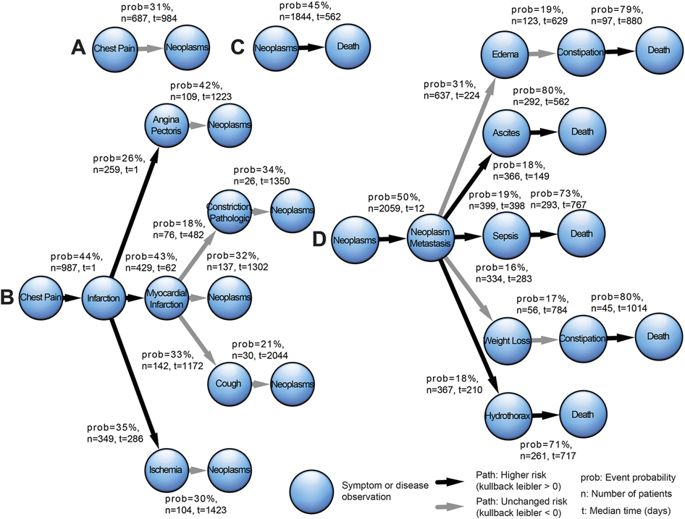 A
prob=31%,
n=687, t=984
Chest Pain
Neoplasms
C
prob=45%,
n=1844, t=562
Neoplasms
Death
B
Chest Pain
prob=44%,
n=987, t=1
Infarction
prob=26%,
n=259, t=1
Angina
Pectoris
prob=42%,
n=109, t=1223
Neoplasms
prob=43%,
n=429, t=62
Myocardial
Infarction
prob=18%,
n=76, t=482
Constriction,
Pathologic
prob=34%,
n=26, t=1350
Neoplasms
prob=32%,
n=137, t=1302
Neoplasms
prob=33%,
n=142, t=1172
Cough
prob=21%,
n=30, t=2044
Neoplasms
prob=35%,
n=349, t=286
Ischemia
Neoplasms
prob=30%,
n=104, t=1423
D
Neoplasms
prob=50%,
n=2059, t=12
Neoplasm
Metastasis
prob=31%,
n=637, t=224
Edema
prob=19%,
n=123, t=629
Constipation
prob=79%,
n=97, t=880
Death
prob=18%,
n=366, t=149
Ascites
prob=80%,
n=292, t=562
Death
prob=19%,
n=399, t=398
Sepsis
prob=73%,
n=293, t=767
Death
prob=16%,
n=334, t=283
Weight Loss
prob=17%,
n=56, t=784
Constipation
prob=80%,
n=45, t=1014
Death
prob=18%,
n=367, t=210
Hydrothorax
Death
prob=71%,
n=261, t=717
Symptom or disease
observation
Path: Higher risk
(kullback leibler > 0)
Path: Unchanged risk
(kullback leibler < 0)
prob: Event probability
n: Number of patients
t: Median time (days)